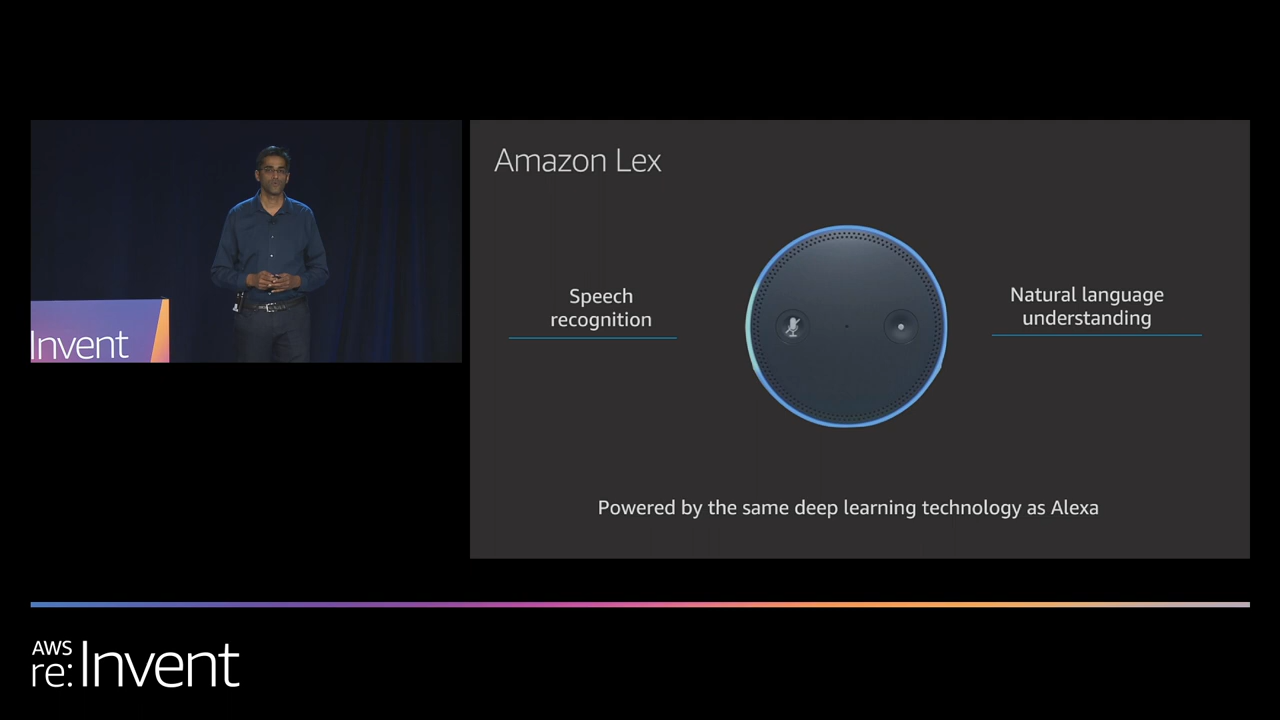 Invent
Amazon Lex
Speech
recognition
Natural language
understanding
Powered by the same deep learning technology as Alexa
AWS
re:Invent